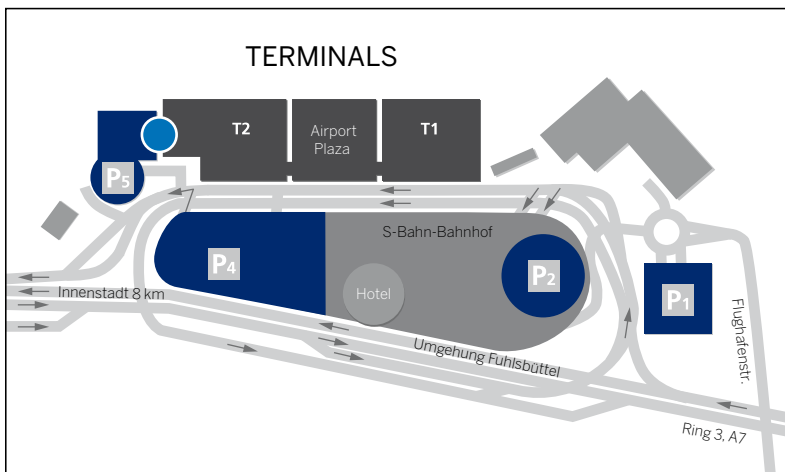 TERMINALS
T2
Airport
Plaza
T1
P5
S-Bahn-Bahnhof
P4
P2
Hotel
P1
Innenstadt 8 km
Umgehung Fuhlsbüttel
Flughafenstr.
Ring 3, A7